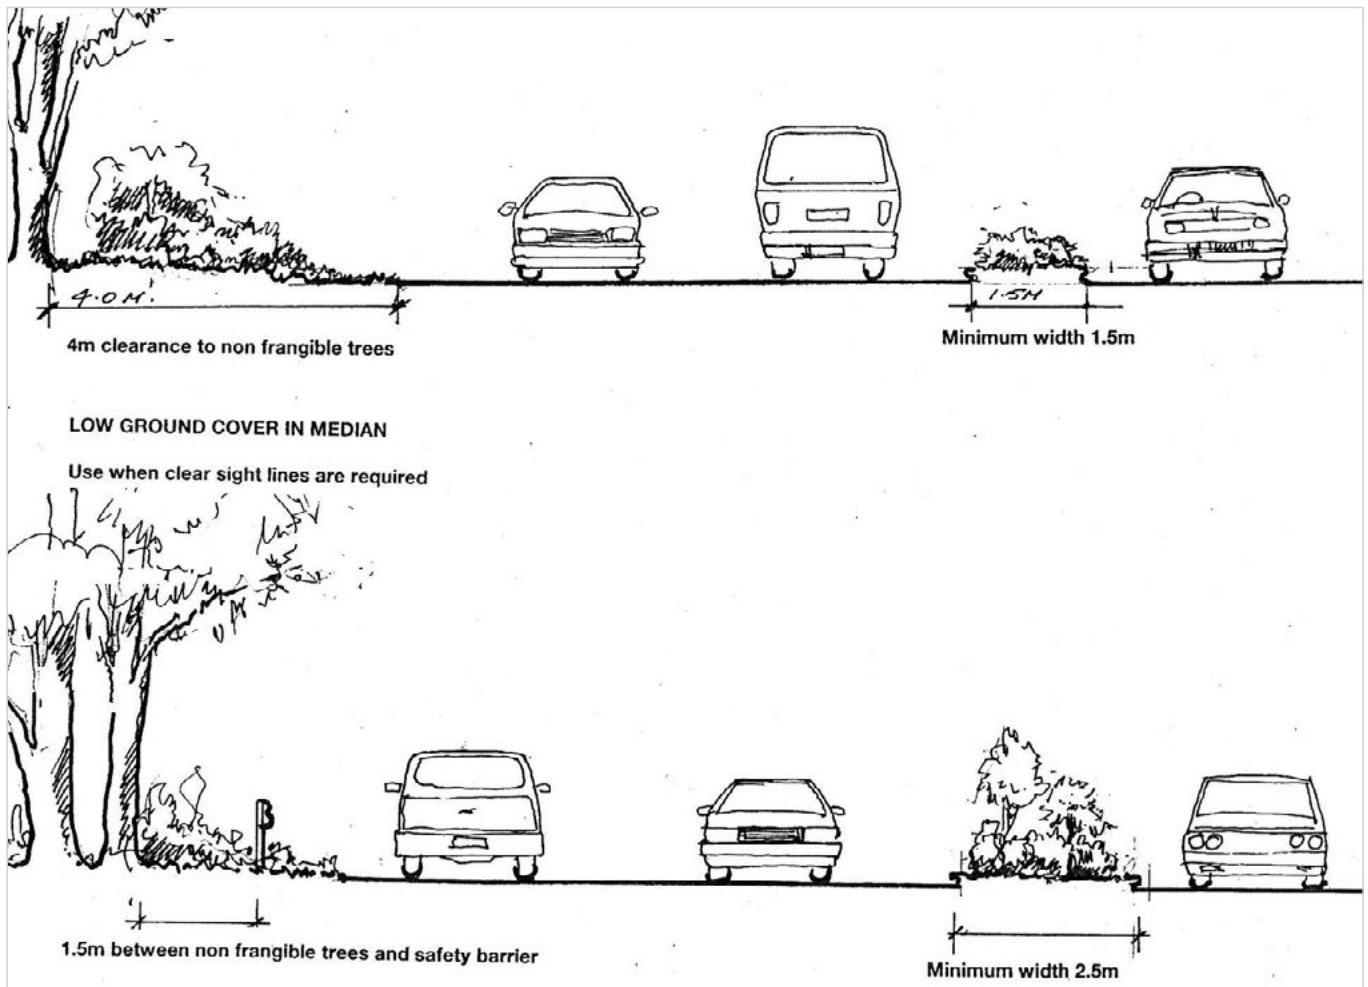 4.0M.
1.5M
Minimum width 1.5m
4m clearance to non frangible trees
LOW GROUND COVER IN MEDIAN
Use when clear sight lines are required
1.5m between non frangible trees and safety barrier
Minimum width 2.5m